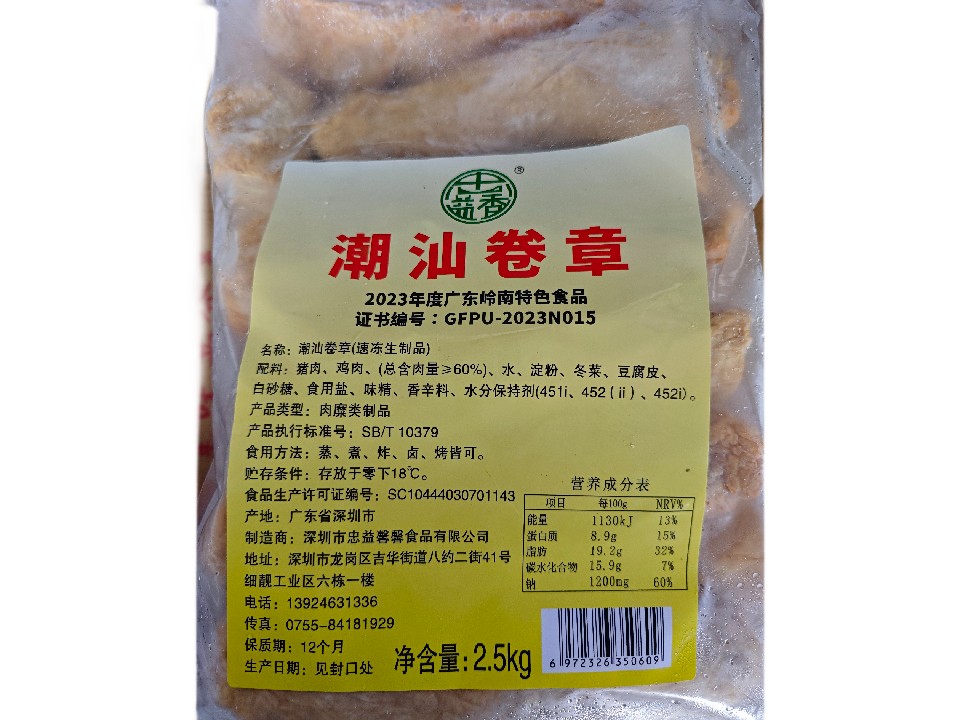 忠益香
®
潮汕卷章
2023年度广东岭南特色食品
证书编号：GFPU-2023N015
名称：潮汕卷章(速冻生制品)
配料：猪肉、鸡肉、(总含肉量≥60%)、水、淀粉、冬菜、豆腐皮、
白砂糖、食用盐、味精、香辛料、水分保持剂(451i、452（ii）、452i)。
产品类型：肉糜类制品
产品执行标准号：SB/T 10379
食用方法：蒸、煮、炸、卤、烤皆可。
贮存条件：存放于零下18℃。
食品生产许可证编号：SC10444030701143
产地：广东省深圳市
制造商：深圳市忠益馨馨食品有限公司
地址：深圳市龙岗区吉华街道八约二街41号
细靓工业区六栋一楼
电话：13924631336
传真：0755-84181929
保质期：12个月
生产日期：见封口处
净含量：2.5kg
营养成分表
项目 每100g NRV%
能量 1130kJ 13%
蛋白质 8.9g 15%
脂肪 19.2g 32%
碳水化合物 15.9g 7%
钠 1200mg 60%
6 972326 350609